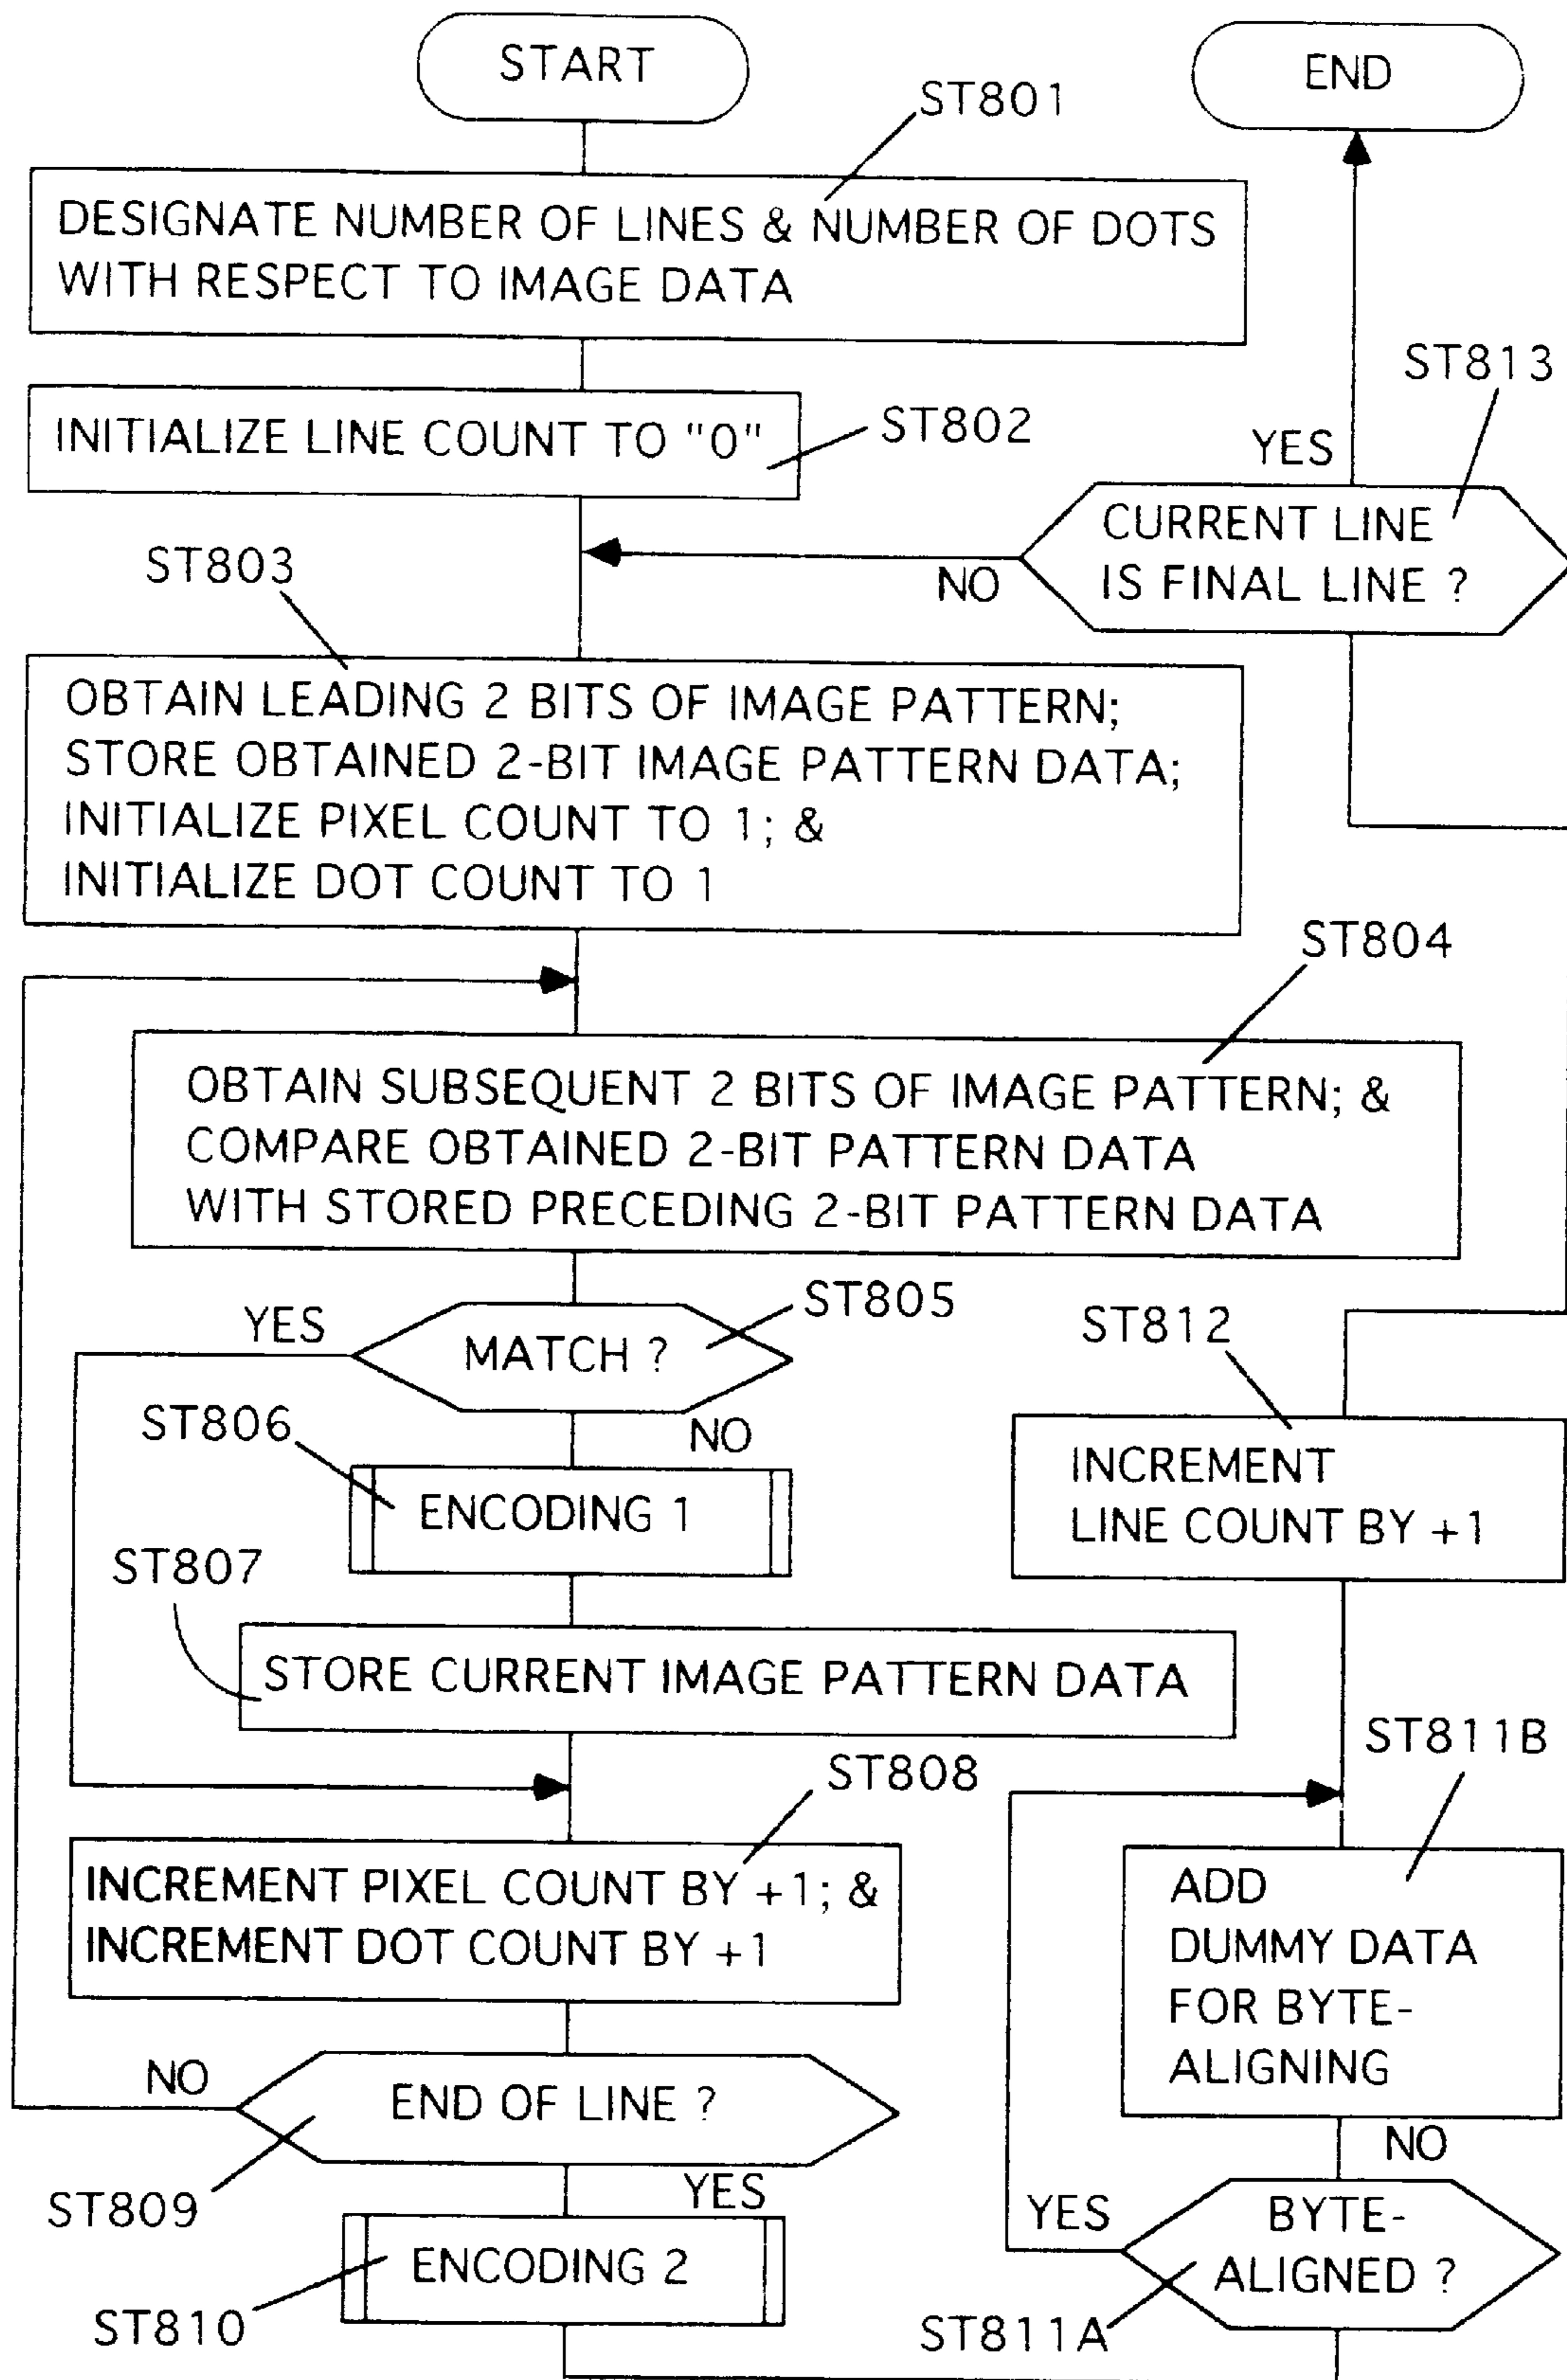 START
END
ST801
DESIGNATE NUMBER OF LINES & NUMBER OF DOTS
WITH RESPECT TO IMAGE DATA
ST813
INITIALIZE LINE COUNT TO "0"
ST802
YES
CURRENT LINE
IS FINAL LINE ?
NO
ST803
OBTAIN LEADING 2 BITS OF IMAGE PATTERN;
STORE OBTAINED 2-BIT IMAGE PATTERN DATA;
INITIALIZE PIXEL COUNT TO 1; &
INITIALIZE DOT COUNT TO 1
ST804
OBTAIN SUBSEQUENT 2 BITS OF IMAGE PATTERN; &
COMPARE OBTAINED 2-BIT PATTERN DATA
WITH STORED PRECEDING 2-BIT PATTERN DATA
ST805
YES
MATCH ?
ST812
ST806
NO
ENCODING 1
INCREMENT
LINE COUNT BY +1
ST807
STORE CURRENT IMAGE PATTERN DATA
ST811B
ST808
INCREMENT PIXEL COUNT BY +1; &
INCREMENT DOT COUNT BY +1
ADD
DUMMY DATA
FOR BYTE-
ALIGNING
NO
END OF LINE ?
NO
ST809
YES
YES
BYTE-
ALIGNED ?
ENCODING 2
ST810
ST811A